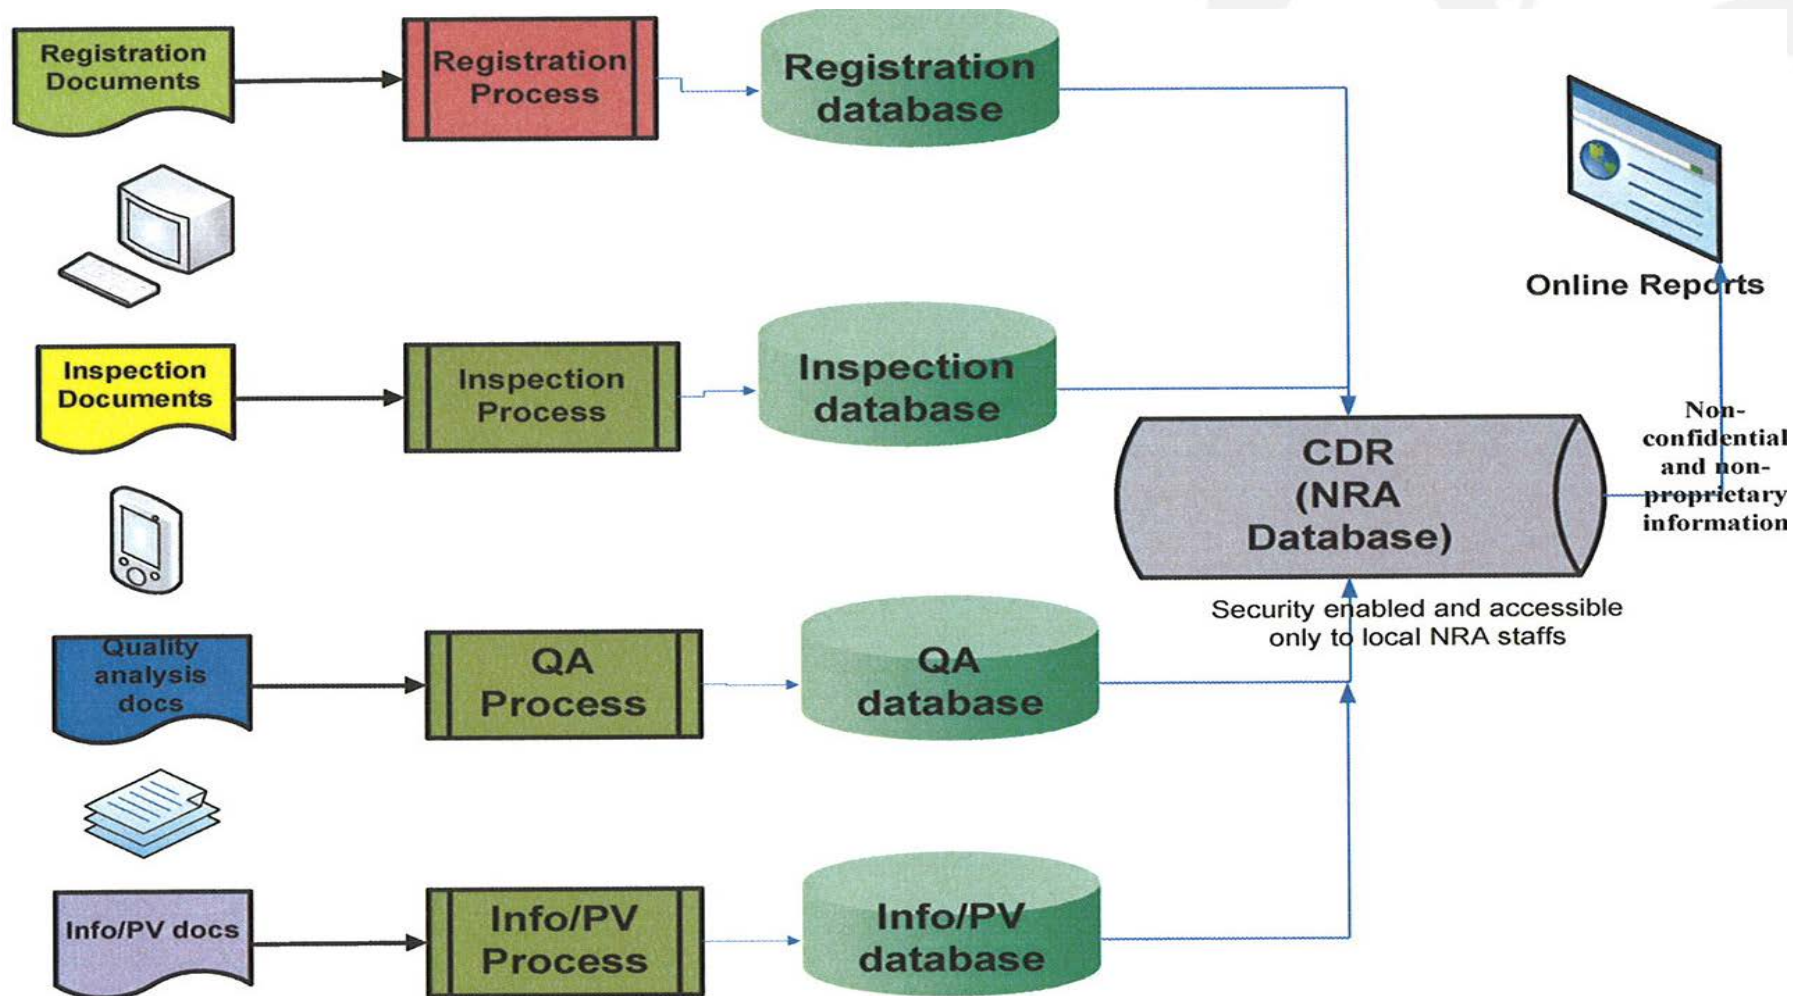 Registration
Documents
Registration
Process
Registration
database
Online Reports
Inspection
Documents
Inspection
Process
Inspection
database
CDR
(NRA
Database)
Non-
confidential
and non-
proprietary
information
Security enabled and accessible
only to local NRA staffs
Quality
analysis
docs
QA
Process
QA
database
Info/PV docs
Info/PV
Process
Info/PV
database